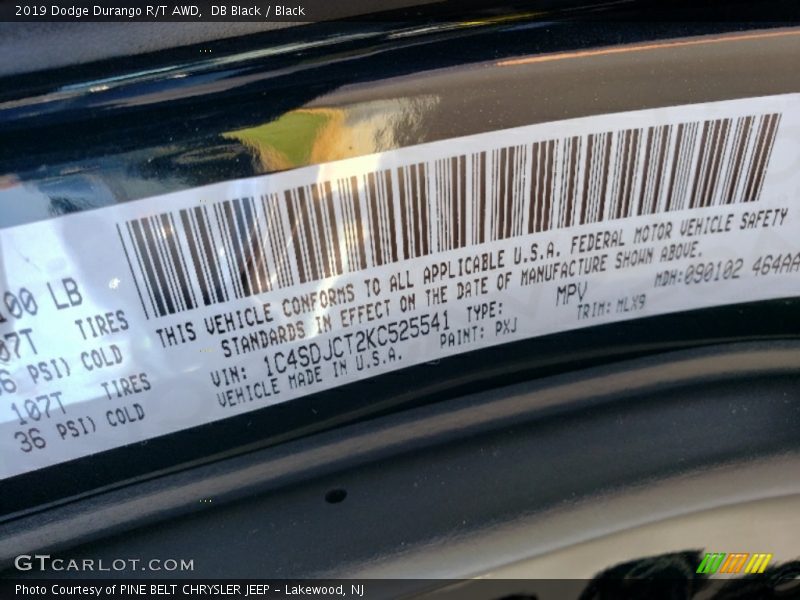 2019 Dodge Durango R/T AWD, DB Black / Black
100 LB
07T TIRES
36 PSI) COLD
107T TIRES
36 PSI) COLD
THIS VEHICLE CONFORMS TO ALL APPLICABLE U.S.A. FEDERAL MOTOR VEHICLE SAFETY
STANDARDS IN EFFECT ON THE DATE OF MANUFACTURE SHOWN ABOVE.
VIN: 1C4SDJCT2KC525541 TYPE: MPV MDH:090102 464AA
VEHICLE MADE IN U.S.A. PAINT: PXJ TRIM: MLX9
GTCARLOT.COM
Photo Courtesy of PINE BELT CHRYSLER JEEP - Lakewood, NJ